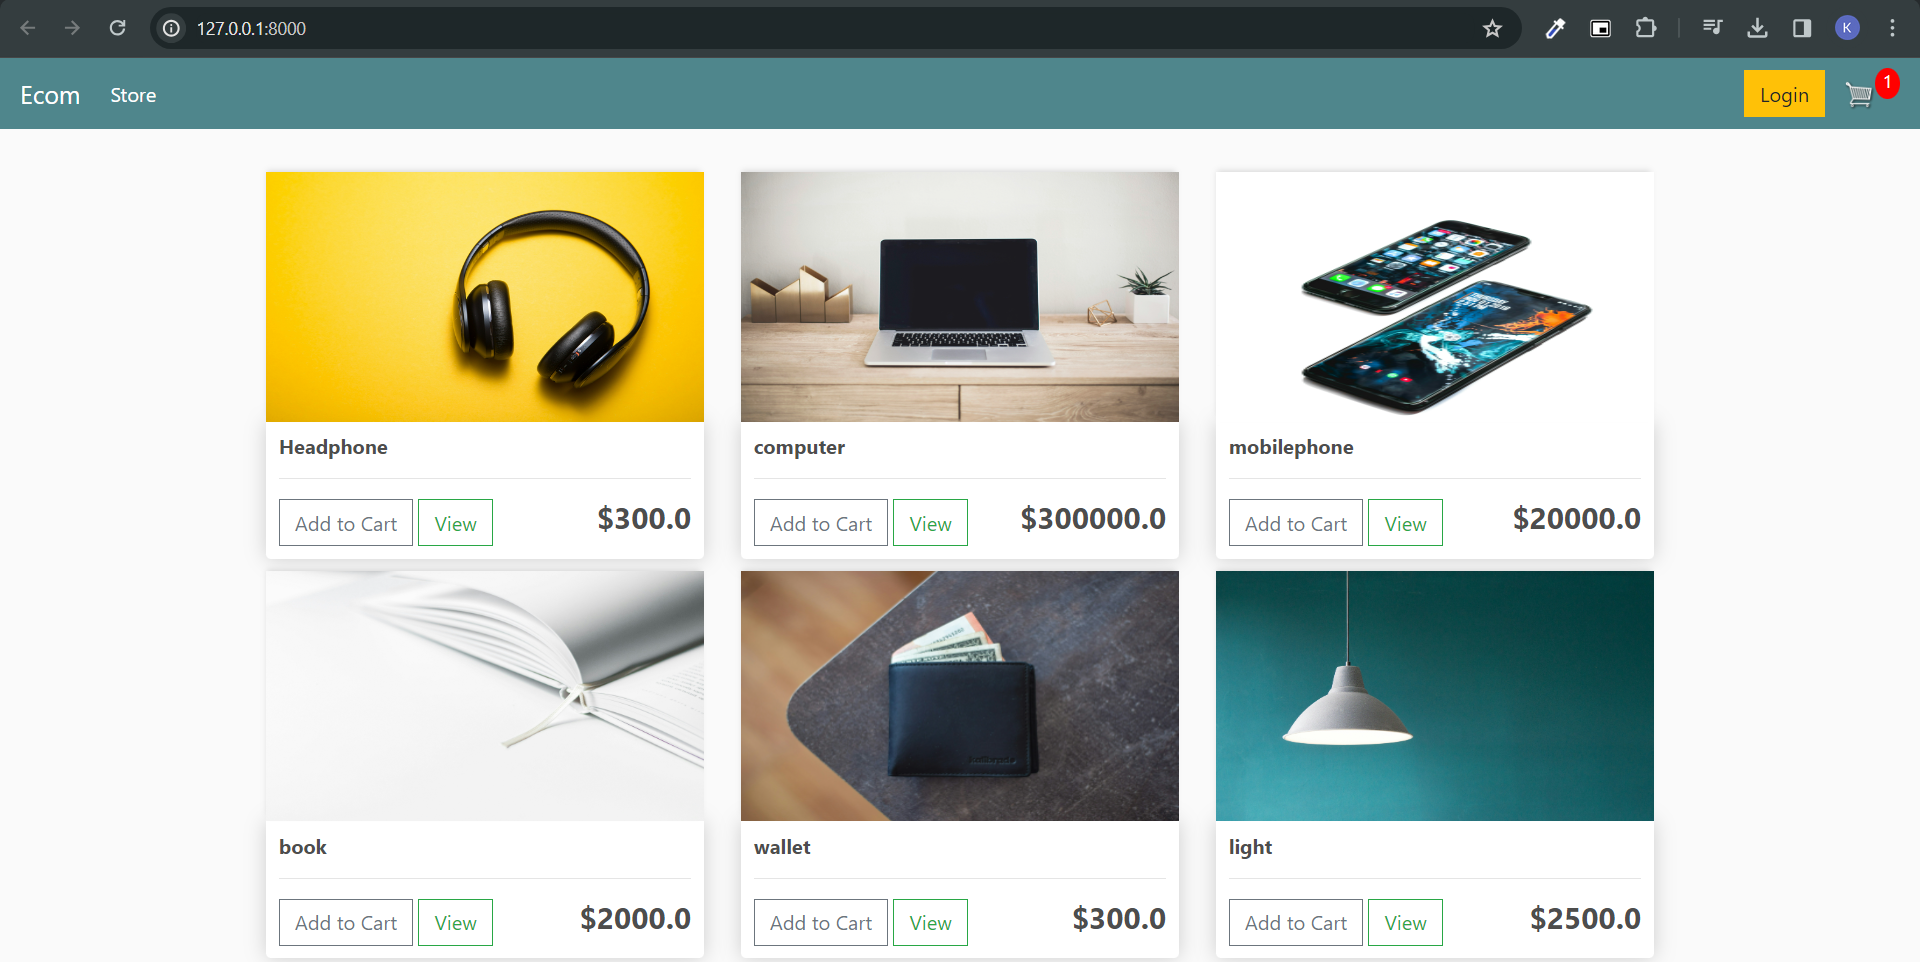 127.0.0.1:8000
K
Ecom Store Login 1
Headphone
Add to Cart View $300.0
computer
Add to Cart View $300000.0
mobilephone
Add to Cart View $20000.0
book
Add to Cart View $2000.0
wallet
Add to Cart View $300.0
light
Add to Cart View $2500.0